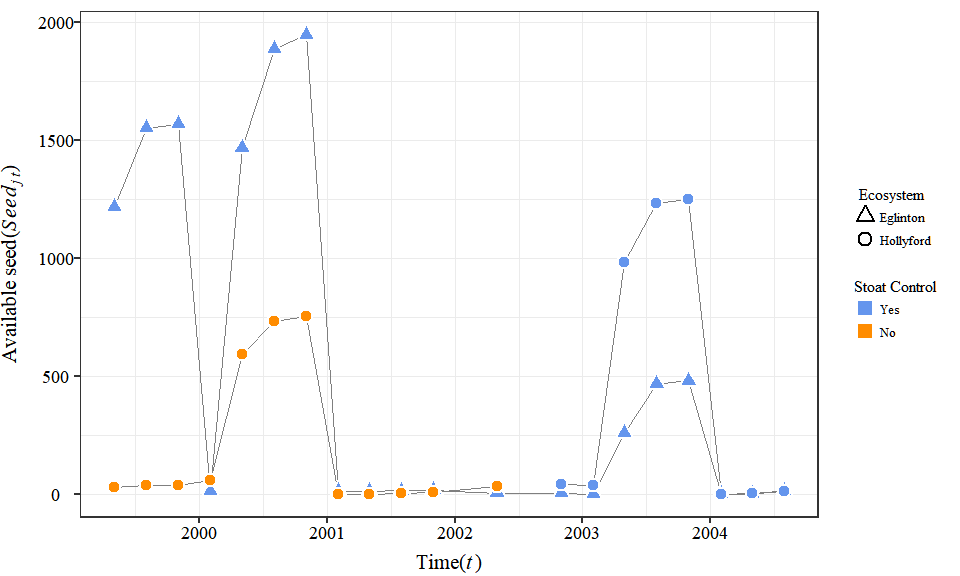 2000
1500
1000
500
0
Available seed(Seed j t)
2000 2001 2002 2003 2004
Time(t)
Ecosystem
Eglinton
Hollyford
Stoat Control
Yes
No